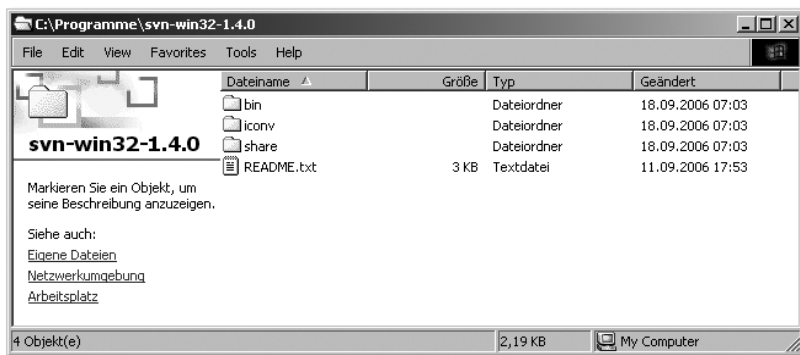 C:\Programme\svn-win32-1.4.0
File Edit View Favorites Tools Help
Dateiname Größe Typ Geändert
bin Dateiordner 18.09.2006 07:03
iconv Dateiordner 18.09.2006 07:03
share Dateiordner 18.09.2006 07:03
README.txt 3 KB Textdatei 11.09.2006 17:53
svn-win32-1.4.0
Markieren Sie ein Objekt, um
seine Beschreibung anzuzeigen.
Siehe auch:
Eigene Dateien
Netzwerkumgebung
Arbeitsplatz
4 Objekt(e) 2,19 KB My Computer